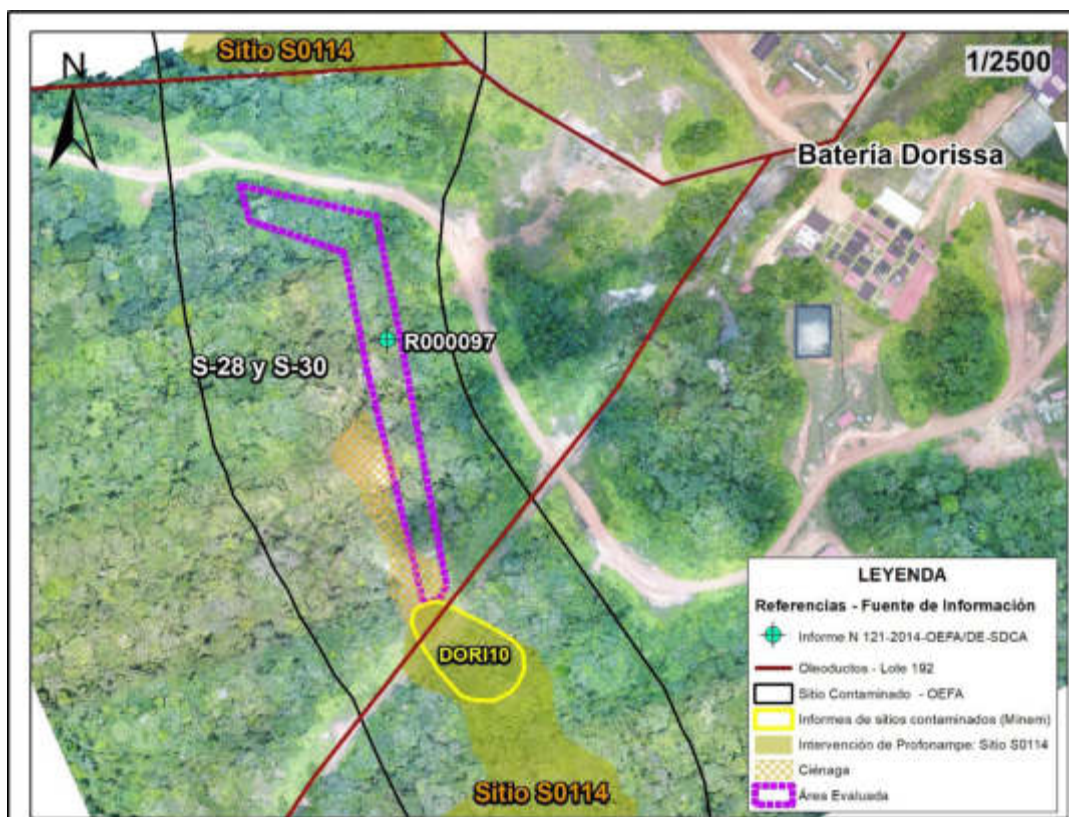 Sitio S0114
N
1/2500
Batería Dorissa
R000097
S-28 y S-30
DORI10
Sitio S0114
LEYENDA
Referencias - Fuente de Información
Informe N 121-2014-OEFA/DE-SDCA
Oleoductos - Lote 192
Sitio Contaminado - OEFA
Informes de sitios contaminados (Minem)
Intervención de Profonampe: Sitio S0114
Ciénaga
Área Evaluada